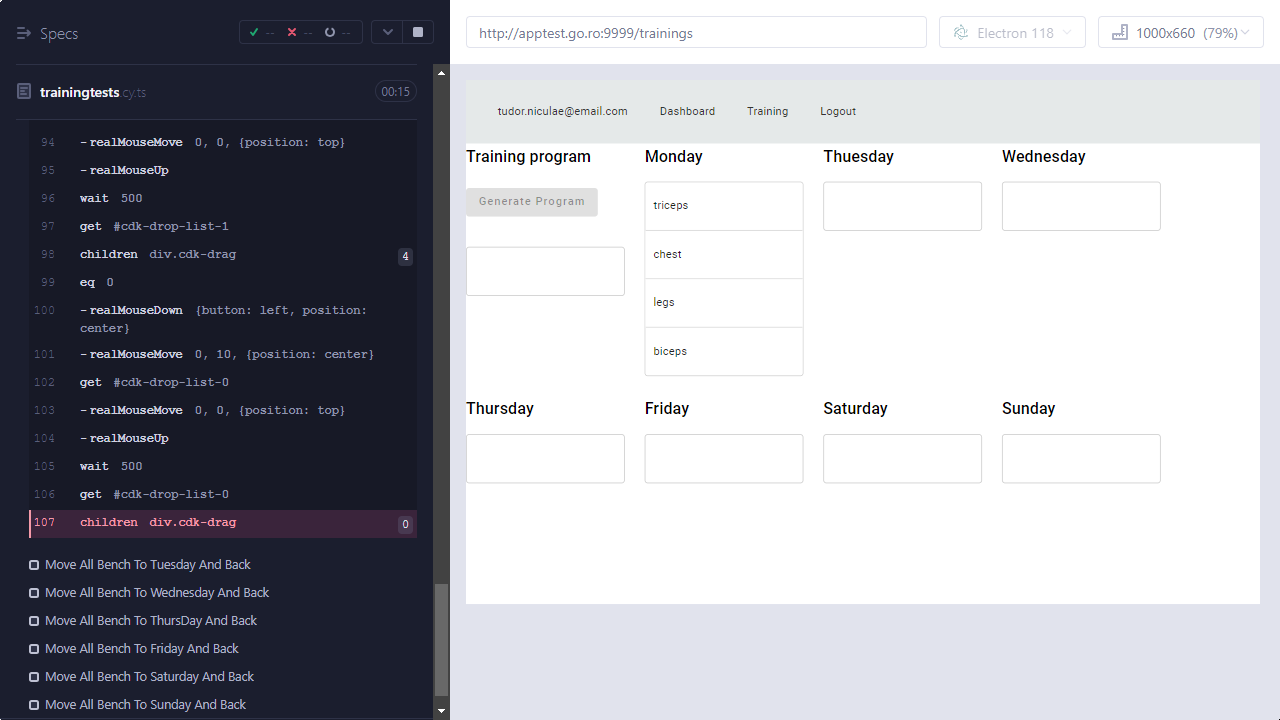 Specs
-- -- --
trainingtests.cy.ts
00:15
94 -realMouseMove 0, 0, {position: top}
95 -realMouseUp
96 wait 500
97 get #cdk-drop-list-1
98 children div.cdk-drag 4
99 eq 0
100 -realMouseDown {button: left, position:
center}
101 -realMouseMove 0, 10, {position: center}
102 get #cdk-drop-list-0
103 -realMouseMove 0, 0, {position: top}
104 -realMouseUp
105 wait 500
106 get #cdk-drop-list-0
107 children div.cdk-drag 0
Move All Bench To Tuesday And Back
Move All Bench To Wednesday And Back
Move All Bench To ThursDay And Back
Move All Bench To Friday And Back
Move All Bench To Saturday And Back
Move All Bench To Sunday And Back
http://apptest.go.ro:9999/trainings
Electron 118
1000x660 (79%)
tudor.niculae@email.com Dashboard Training Logout
Training program Monday Thuesday Wednesday
Generate Program
triceps
chest
legs
biceps
Thursday Friday Saturday Sunday